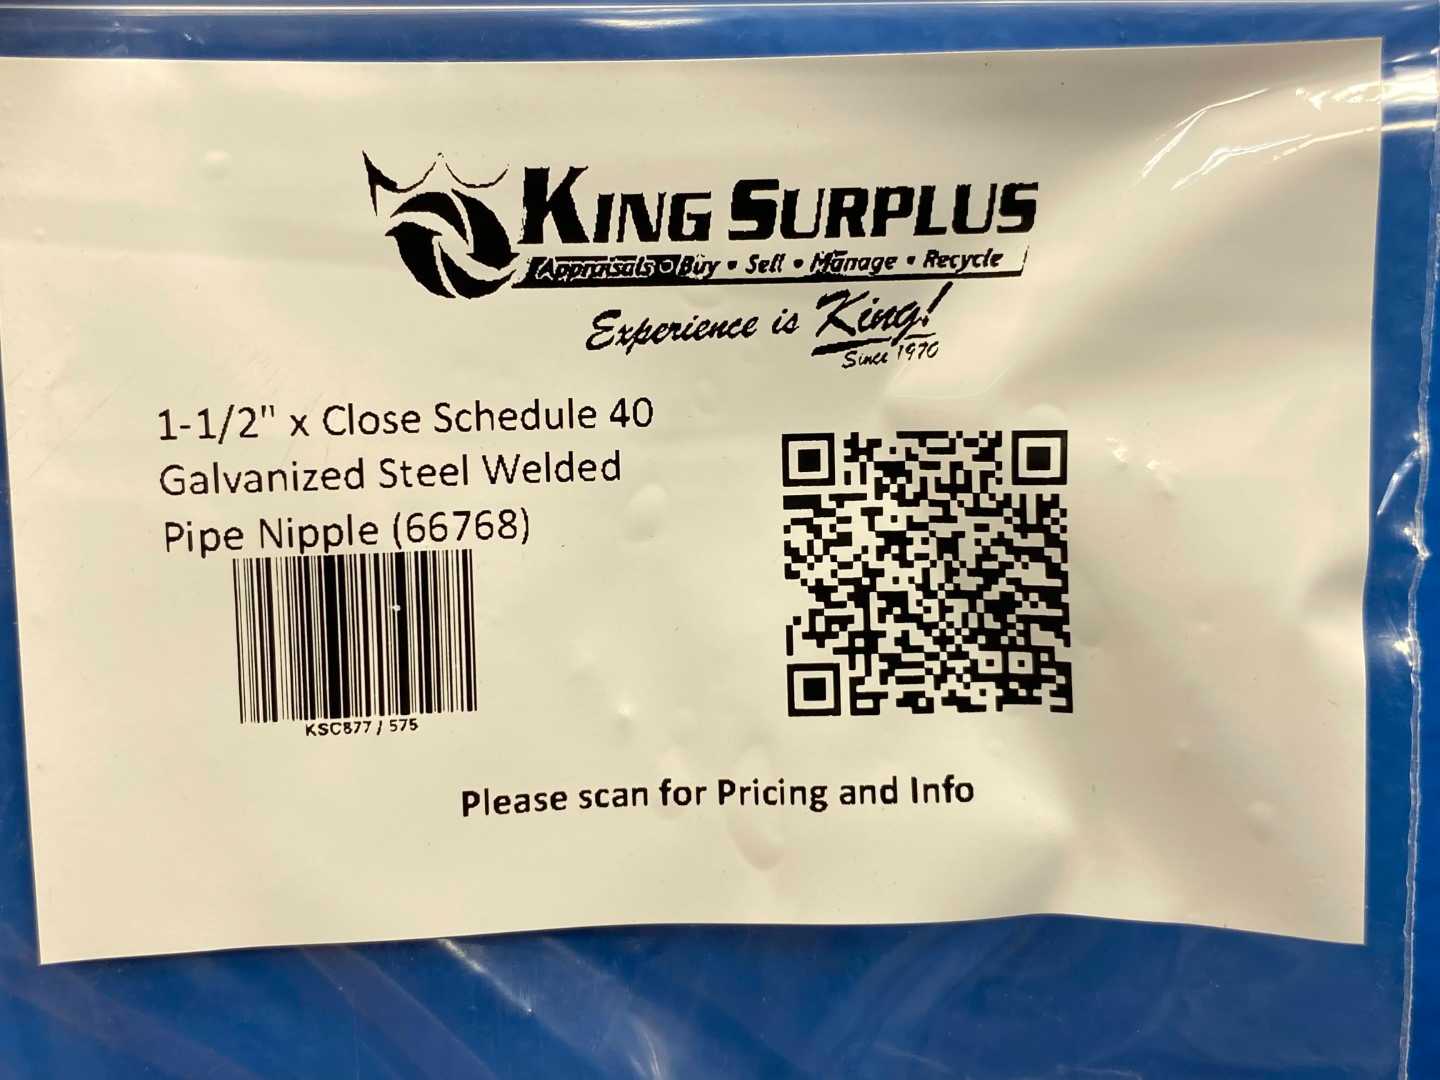 KING SURPLUS
Appraisals • Buy • Sell • Manage • Recycle
Experience is King!
Since 1970
1-1/2" x Close Schedule 40
Galvanized Steel Welded
Pipe Nipple (66768)
KSC877 / 575
Please scan for Pricing and Info